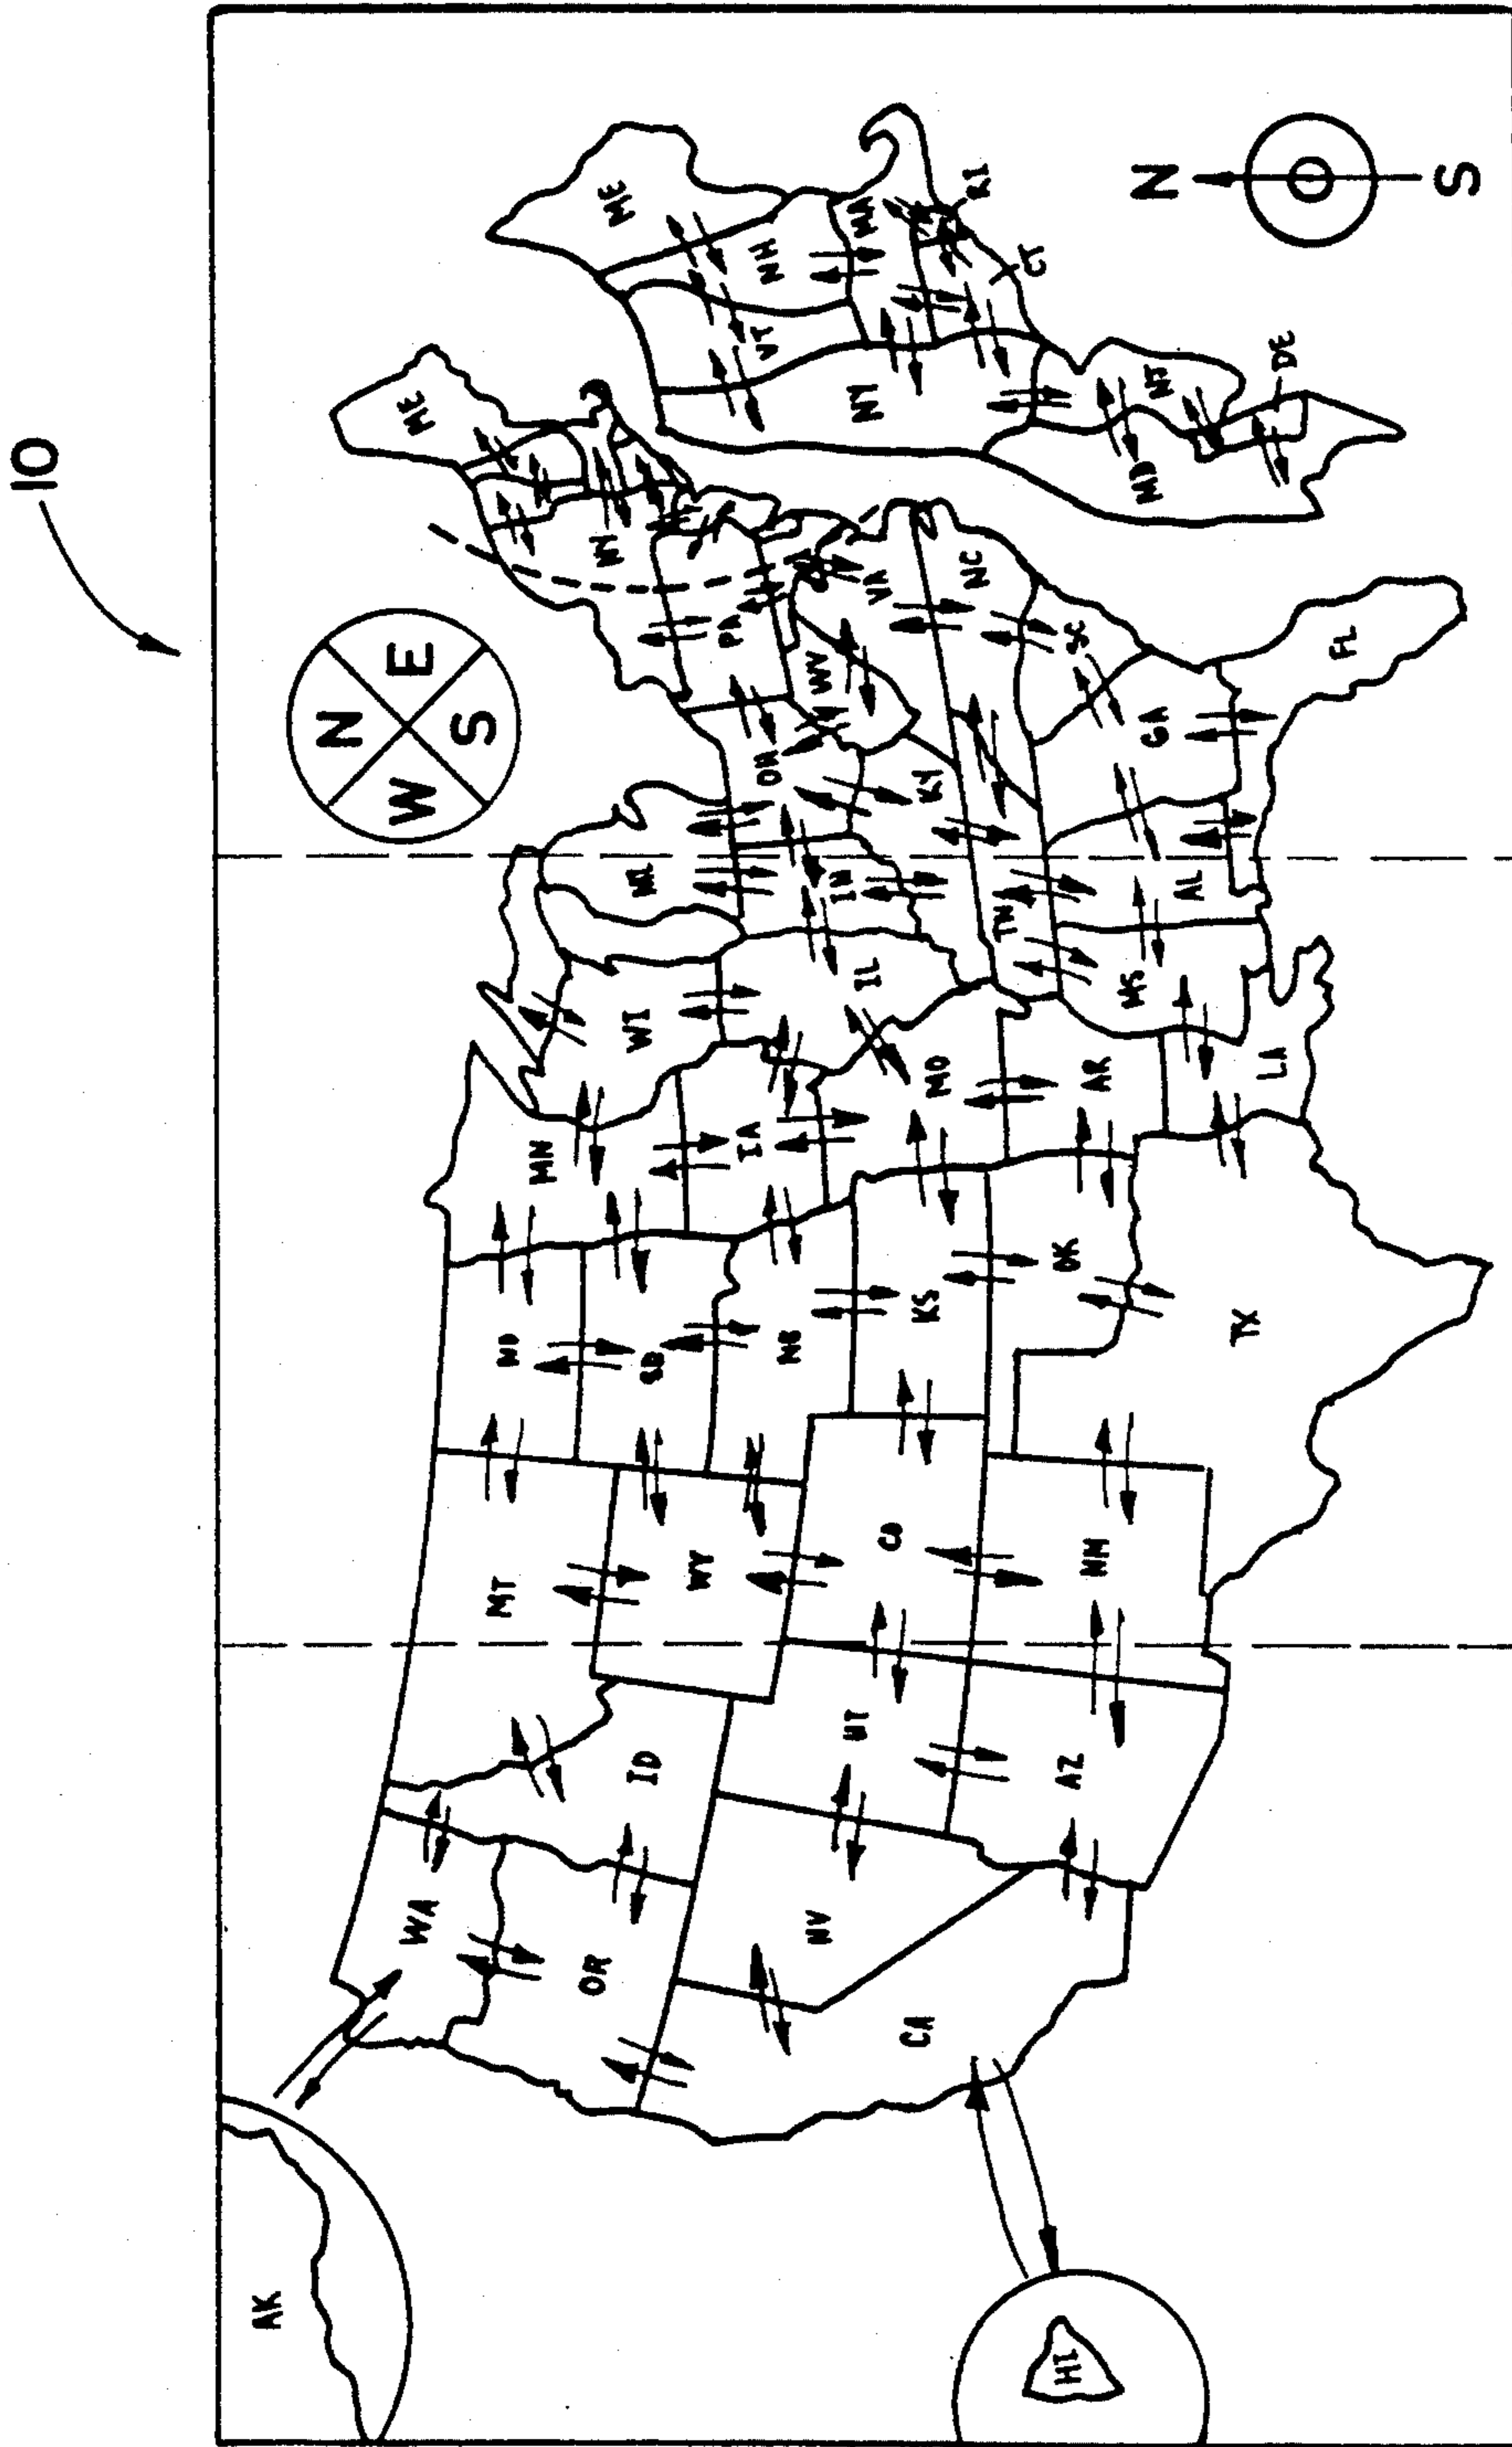 10
N
W
E
S
AK
HI
WA
OR
CA
NV
ID
MT
WY
UT
AZ
CO
NM
ND
SD
NB
KS
OK
TX
MN
IA
MO
AR
LA
WI
IL
MS
MI
IN
KY
TN
AL
OH
WV
PA
VA
NC
SC
GA
FL
NY
ME
ME
NH
VT
MA
RI
CT
NY
NJ
MD
DE
N
S